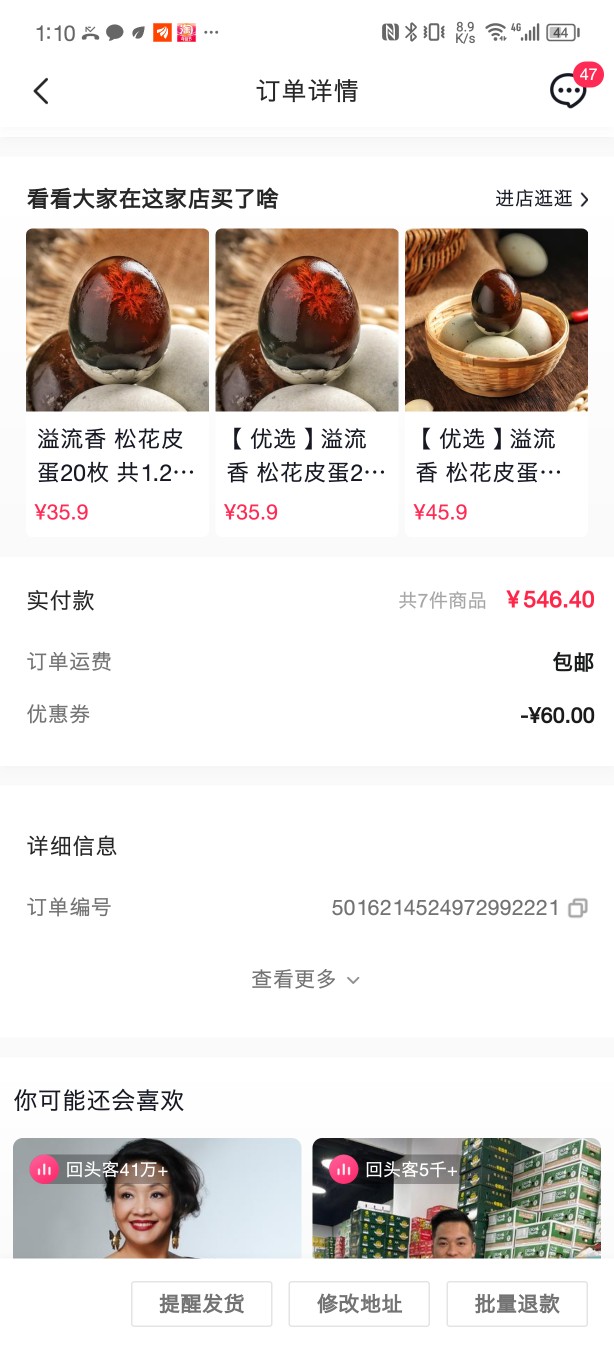 1:10
8.9
K/s
4G
44
订单详情
47
看看大家在这家店买了啥
进店逛逛
溢流香 松花皮
蛋20枚 共1.2···
¥35.9
【优选】溢流
香 松花皮蛋2···
¥35.9
【优选】溢流
香 松花皮蛋···
¥45.9
实付款
共7件商品
¥546.40
订单运费
包邮
优惠券
-¥60.00
详细信息
订单编号
5016214524972992221
查看更多
你可能还会喜欢
回头客41万+
回头客5千+
提醒发货
修改地址
批量退款